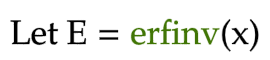 Let E = erfinv(x)